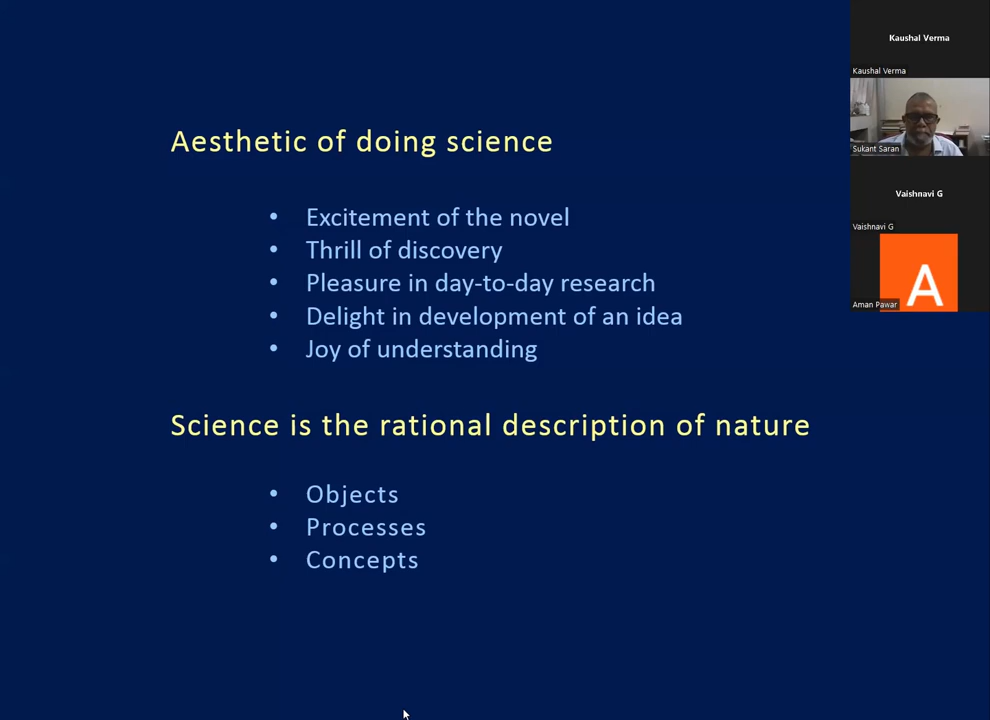 Aesthetic of doing science
• Excitement of the novel
• Thrill of discovery
• Pleasure in day-to-day research
• Delight in development of an idea
• Joy of understanding
Science is the rational description of nature
• Objects
• Processes
• Concepts
Kaushal Verma
Kaushal Verma
Sukant Saran
Vaishnavi G
Vaishnavi G
A
Aman Pawar